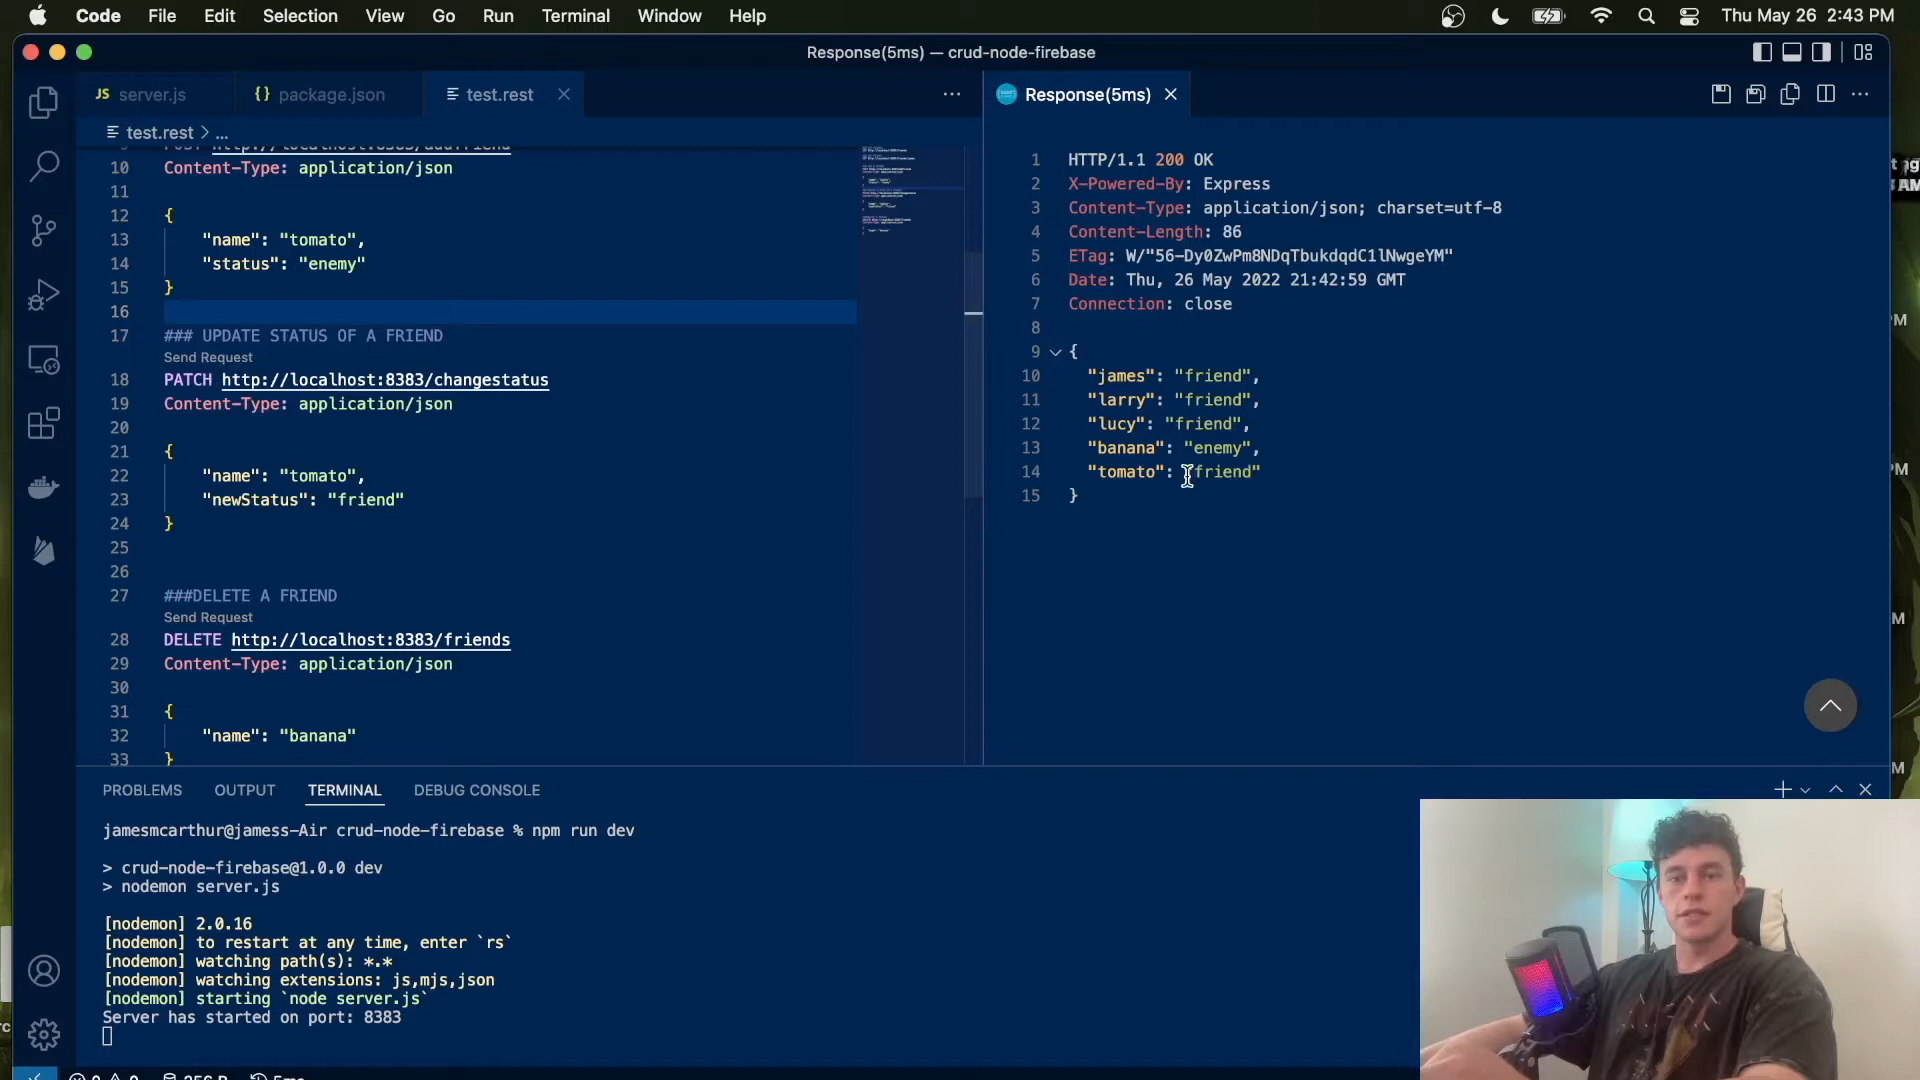 Code File Edit Selection View Go Run Terminal Window Help Thu May 26 2:43 PM
Response(5ms) — crud-node-firebase
JS server.js {} package.json test.rest
Response(5ms)
test.rest > ...
10 Content-Type: application/json
11
12 {
13 "name": "tomato",
14 "status": "enemy"
15 }
16
17 ### UPDATE STATUS OF A FRIEND
Send Request
18 PATCH http://localhost:8383/changestatus
19 Content-Type: application/json
20
21 {
22 "name": "tomato",
23 "newStatus": "friend"
24 }
25
26
27 ###DELETE A FRIEND
Send Request
28 DELETE http://localhost:8383/friends
29 Content-Type: application/json
30
31 {
32 "name": "banana"
33 }
1 HTTP/1.1 200 OK
2 X-Powered-By: Express
3 Content-Type: application/json; charset=utf-8
4 Content-Length: 86
5 ETag: W/"56-Dy0ZwPm8NDqTbukdqdC1lNwgeYM"
6 Date: Thu, 26 May 2022 21:42:59 GMT
7 Connection: close
8
9 {
10 "james": "friend",
11 "larry": "friend",
12 "lucy": "friend",
13 "banana": "enemy",
14 "tomato": "friend"
15 }
PROBLEMS OUTPUT TERMINAL DEBUG CONSOLE
jamesmcarthur@jamess-Air crud-node-firebase % npm run dev
> crud-node-firebase@1.0.0 dev
> nodemon server.js
[nodemon] 2.0.16
[nodemon] to restart at any time, enter `rs`
[nodemon] watching path(s): *.*
[nodemon] watching extensions: js,mjs,json
[nodemon] starting `node server.js`
Server has started on port: 8383